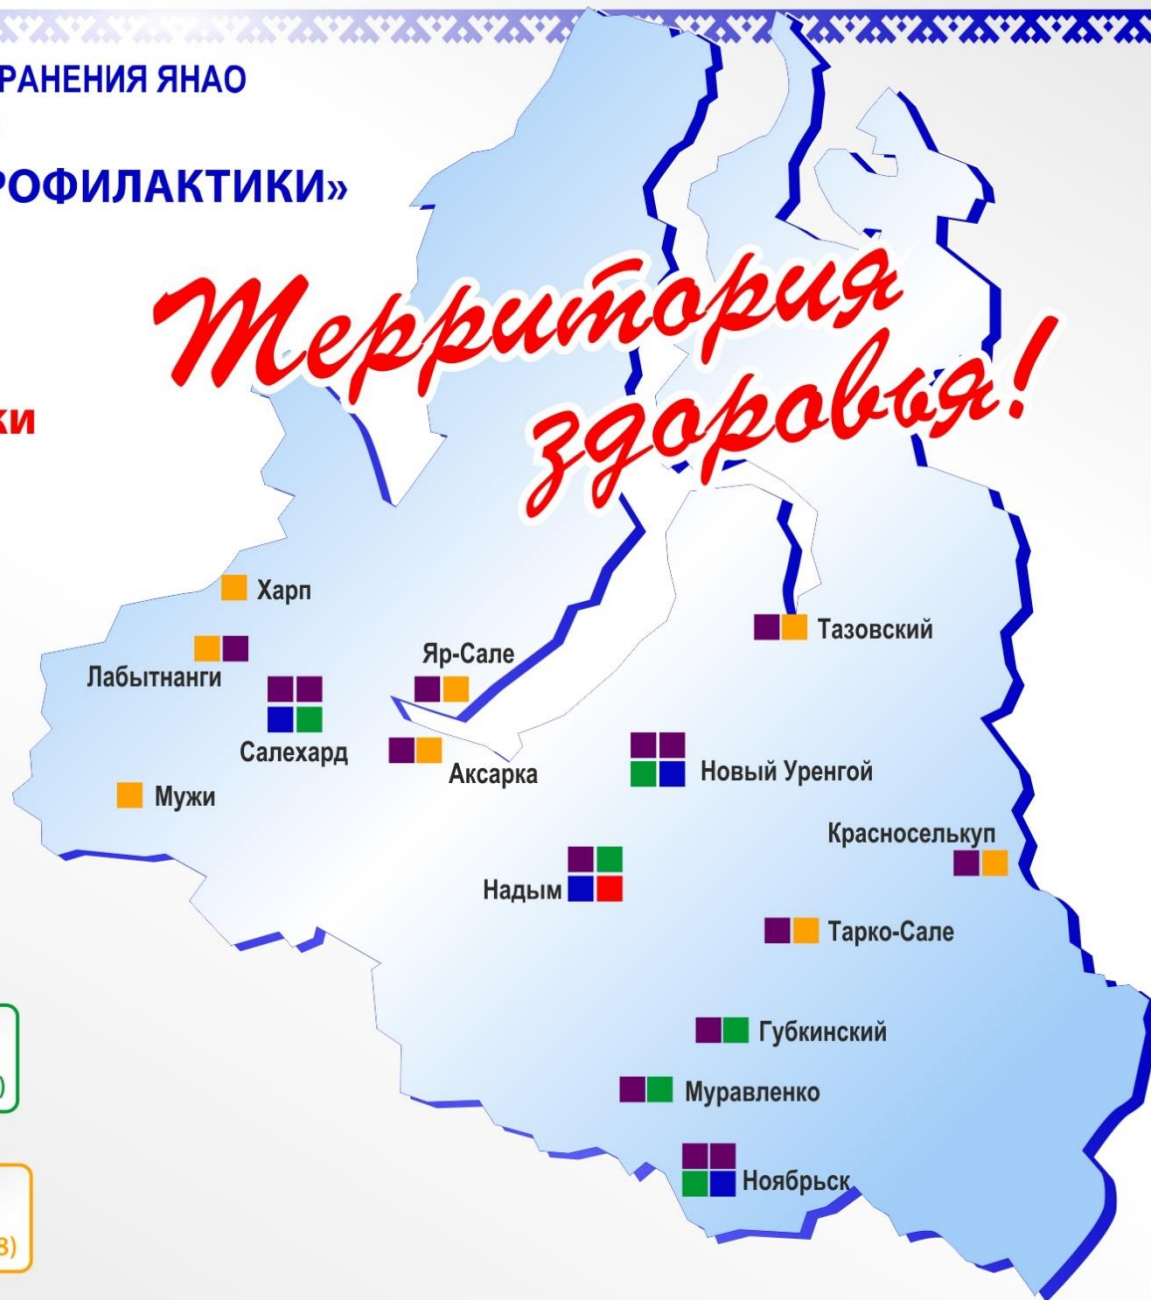 РАНЕНИЯ ЯНАО
РОФИЛАКТИКИ»
Территория
здоровья!
ки
Харп
Лабытнанги
Салехард
Мужи
Яр-Сале
Аксарка
Тазовский
Новый Уренгой
Красноселькуп
Надым
Тарко-Сале
Губкинский
Муравленко
Ноябрьск
)
8)